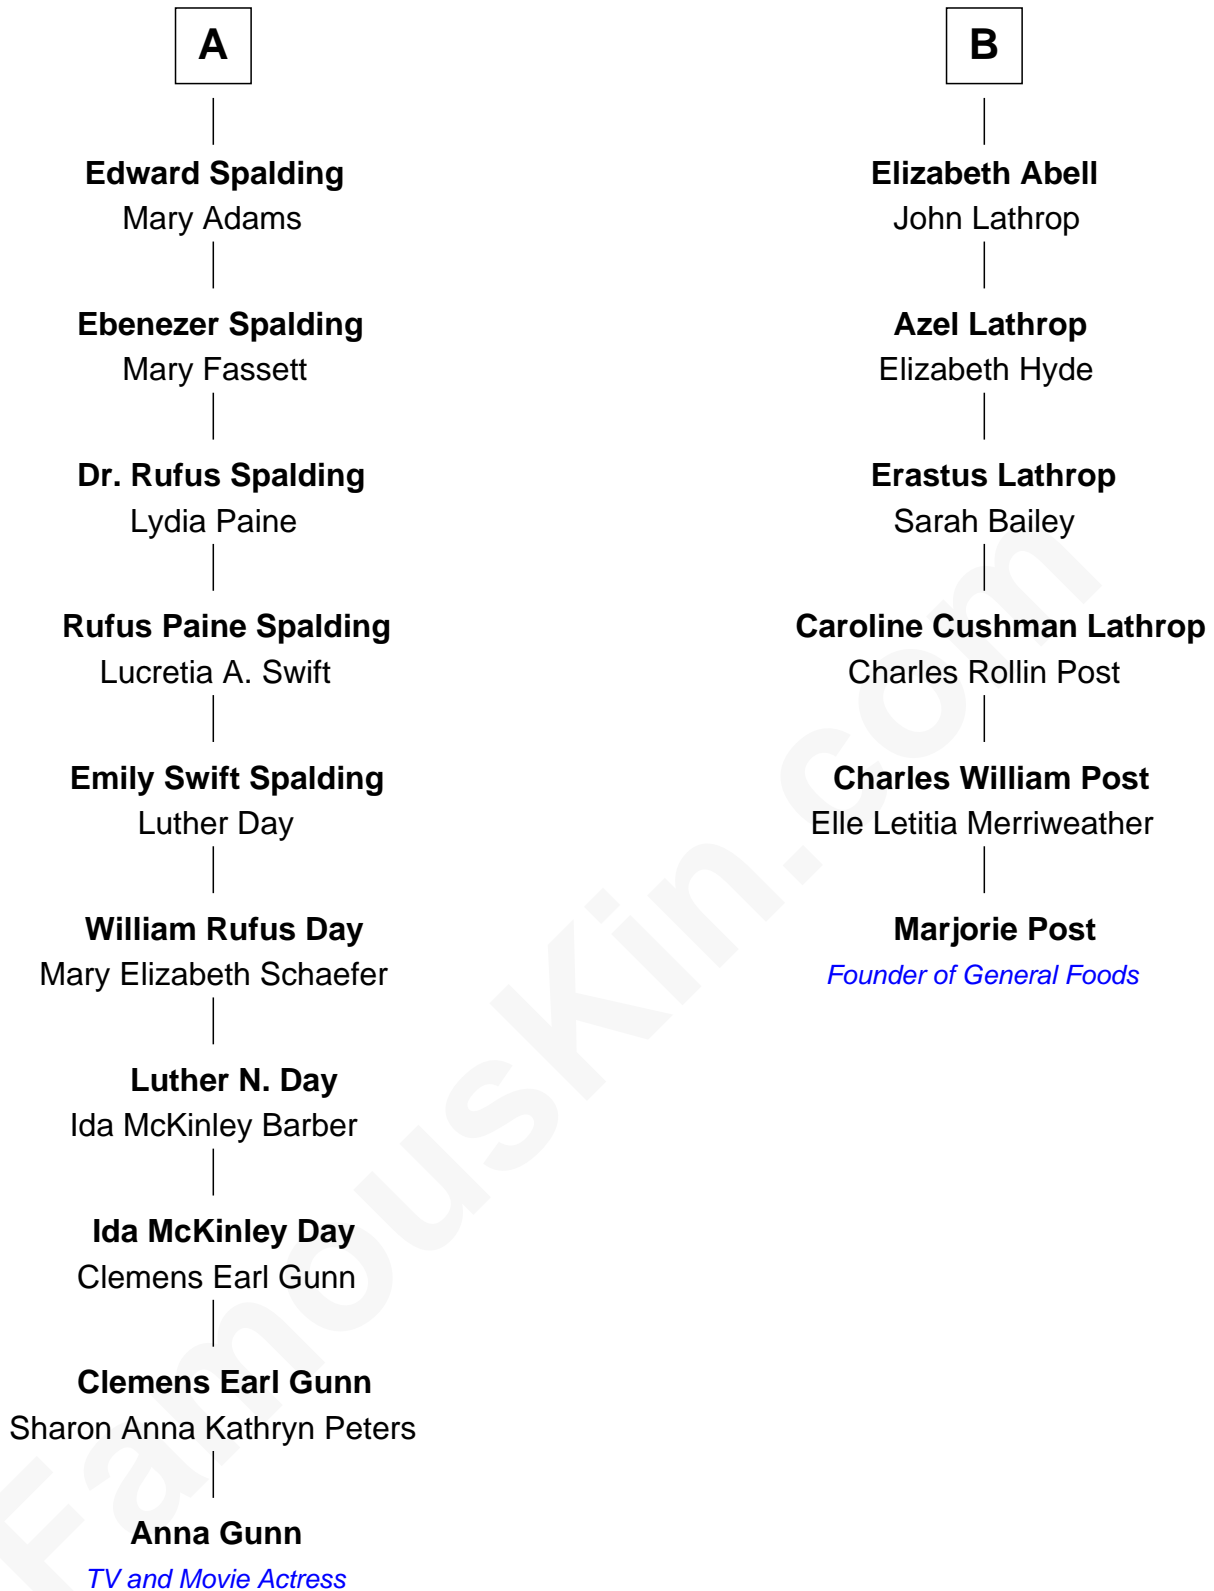 A
Edward Spalding
Mary Adams
Ebenezer Spalding
Mary Fassett
Dr. Rufus Spalding
Lydia Paine
Rufus Paine Spalding
Lucretia A. Swift
Emily Swift Spalding
Luther Day
William Rufus Day
Mary Elizabeth Schaefer
Luther N. Day
Ida McKinley Barber
Ida McKinley Day
Clemens Earl Gunn
Clemens Earl Gunn
Sharon Anna Kathryn Peters
Anna Gunn
TV and Movie Actress
B
Elizabeth Abell
John Lathrop
Azel Lathrop
Elizabeth Hyde
Erastus Lathrop
Sarah Bailey
Caroline Cushman Lathrop
Charles Rollin Post
Charles William Post
Elle Letitia Merriweather
Marjorie Post
Founder of General Foods
FamousKin.com